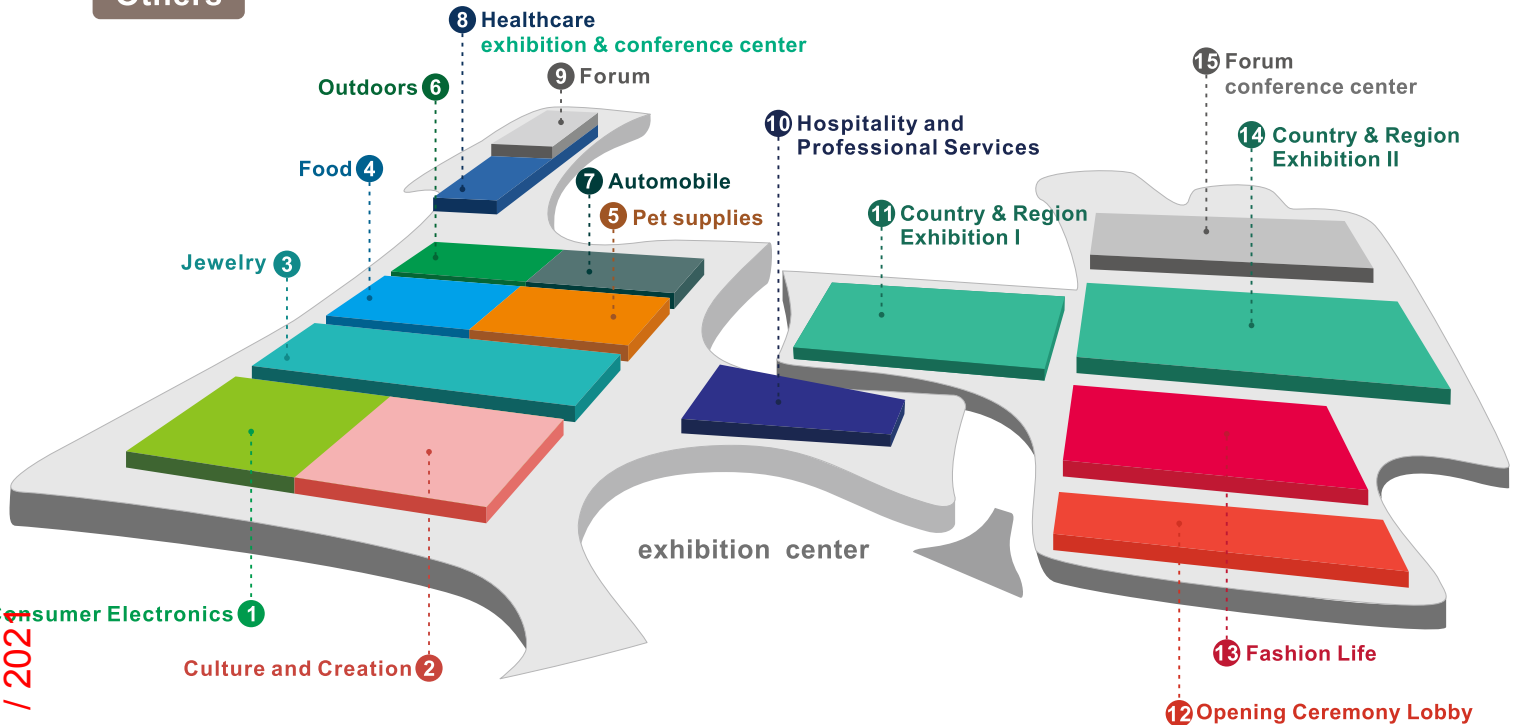 Others
8 Healthcare
exhibition & conference center
9 Forum
Outdoors 6
15 Forum
conference center
10 Hospitality and
Professional Services
14 Country & Region
Exhibition II
Food 4
7 Automobile
5 Pet supplies
11 Country & Region
Exhibition I
Jewelry 3
exhibition center
Consumer Electronics 1
Culture and Creation 2
13 Fashion Life
12 Opening Ceremony Lobby
/ 2021